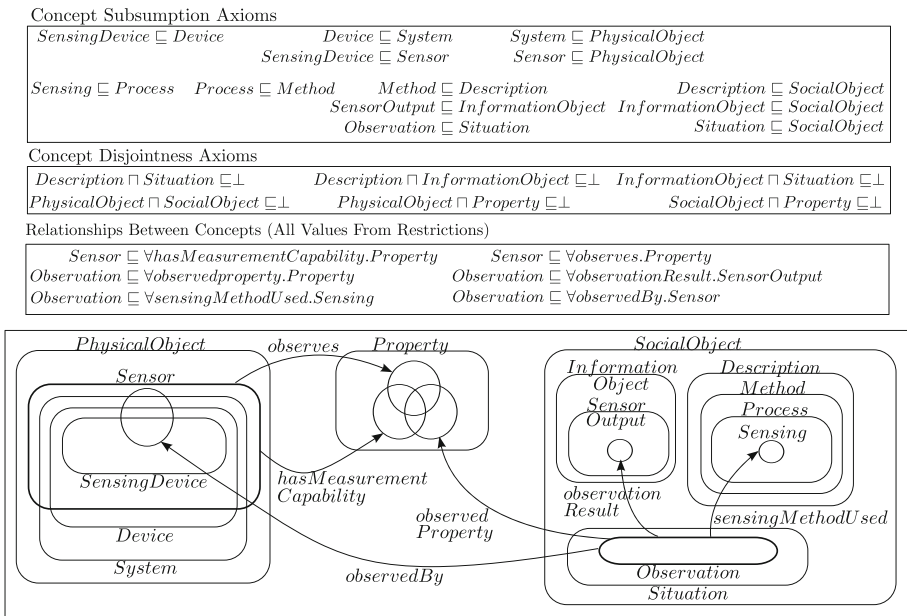 Concept Subsumption Axioms
SensingDevice ⊑ Device Device ⊑ System System ⊑ PhysicalObject
SensingDevice ⊑ Sensor Sensor ⊑ PhysicalObject
Sensing ⊑ Process Process ⊑ Method Method ⊑ Description Description ⊑ SocialObject
SensorOutput ⊑ InformationObject InformationObject ⊑ SocialObject
Observation ⊑ Situation Situation ⊑ SocialObject
Concept Disjointness Axioms
Description ⊓ Situation ⊑⊥ Description ⊓ InformationObject ⊑⊥ InformationObject ⊓ Situation ⊑⊥
PhysicalObject ⊓ SocialObject ⊑⊥ PhysicalObject ⊓ Property ⊑⊥ SocialObject ⊓ Property ⊑⊥
Relationships Between Concepts (All Values From Restrictions)
Sensor ⊑ ∀hasMeasurementCapability.Property Sensor ⊑ ∀observes.Property
Observation ⊑ ∀observedproperty.Property Observation ⊑ ∀observationResult.SensorOutput
Observation ⊑ ∀sensingMethodUsed.Sensing Observation ⊑ ∀observedBy.Sensor
PhysicalObject
observes
Property
SocialObject
Sensor
SensingDevice
Device
System
hasMeasurement
Capability
observed
Property
observedBy
Information
Object
Sensor
Output
Description
Method
Process
Sensing
observation
Result
sensingMethodUsed
Observation
Situation